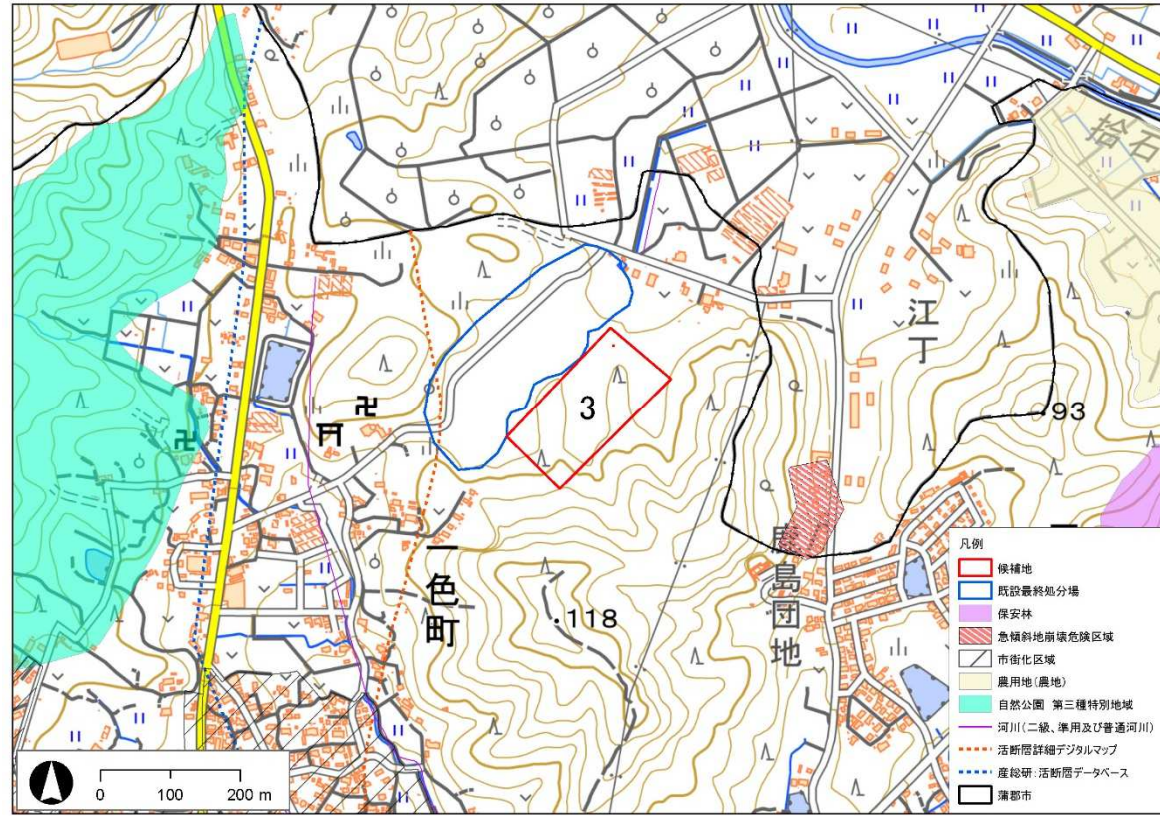 拾石
江丁
3
93
一色町
118
鹿島団地
凡例
候補地
既設最終処分場
保安林
急傾斜地崩壊危険区域
市街化区域
農用地（農地）
自然公園 第三種特別地域
河川（二級、準用及び普通河川）
活断層詳細デジタルマップ
産総研：活断層データベース
蒲郡市
0 100 200 m